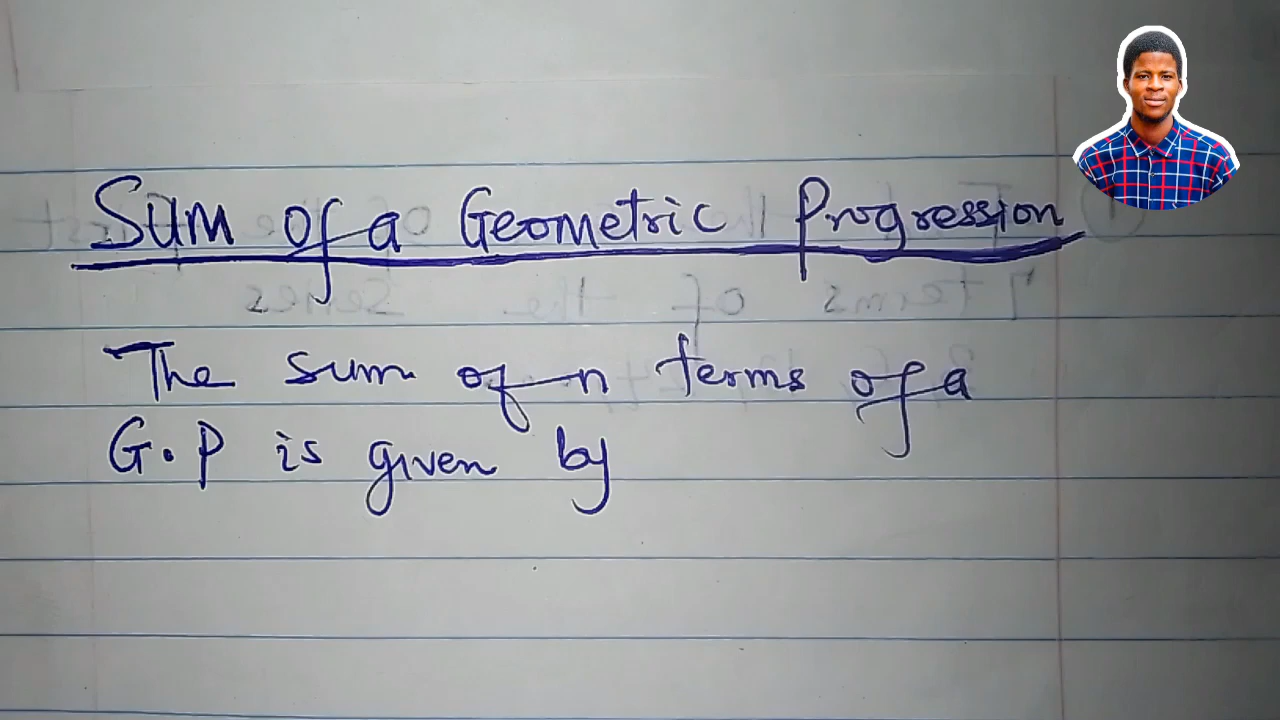 Sum of a Geometric Progression
The sum of n terms of a
G.P is given by